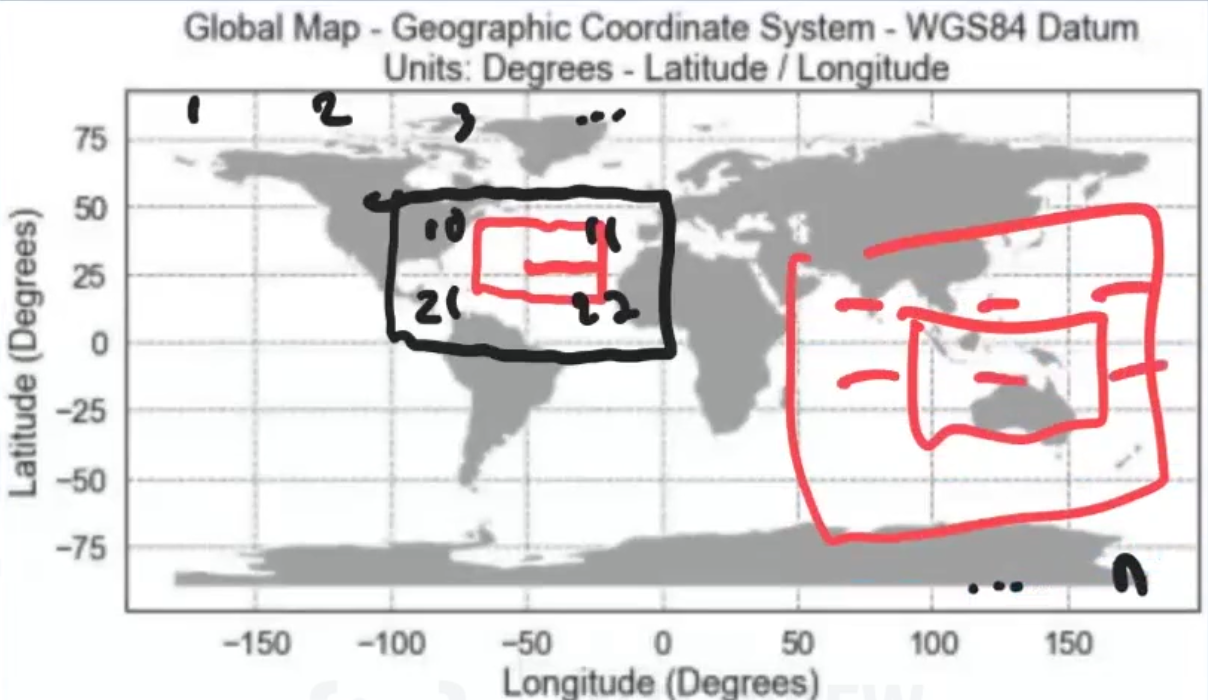 Global Map - Geographic Coordinate System - WGS84 Datum
Units: Degrees - Latitude / Longitude
1 2 3 ...
75
50
10 11
25
21 22
0
−25
−50
−75
... n
−150 −100 −50 0 50 100 150
Latitude (Degrees)
Longitude (Degrees)